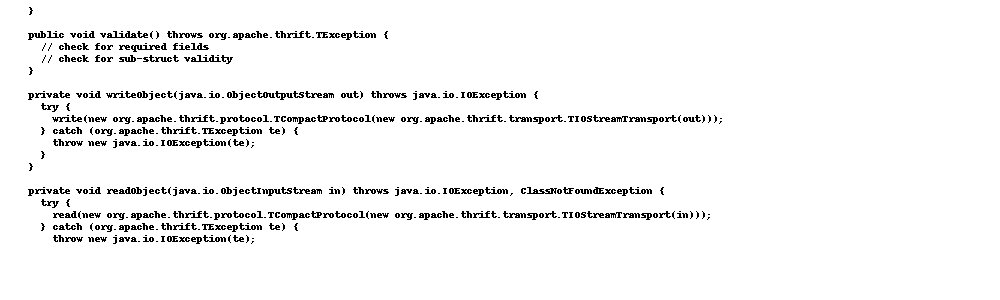 }
public void validate() throws org.apache.thrift.TException {
// check for required fields
// check for sub-struct validity
}
private void writeObject(java.io.ObjectOutputStream out) throws java.io.IOException {
try {
write(new org.apache.thrift.protocol.TCompactProtocol(new org.apache.thrift.transport.TIOStreamTransport(out)));
} catch (org.apache.thrift.TException te) {
throw new java.io.IOException(te);
}
}
private void readObject(java.io.ObjectInputStream in) throws java.io.IOException, ClassNotFoundException {
try {
read(new org.apache.thrift.protocol.TCompactProtocol(new org.apache.thrift.transport.TIOStreamTransport(in)));
} catch (org.apache.thrift.TException te) {
throw new java.io.IOException(te);